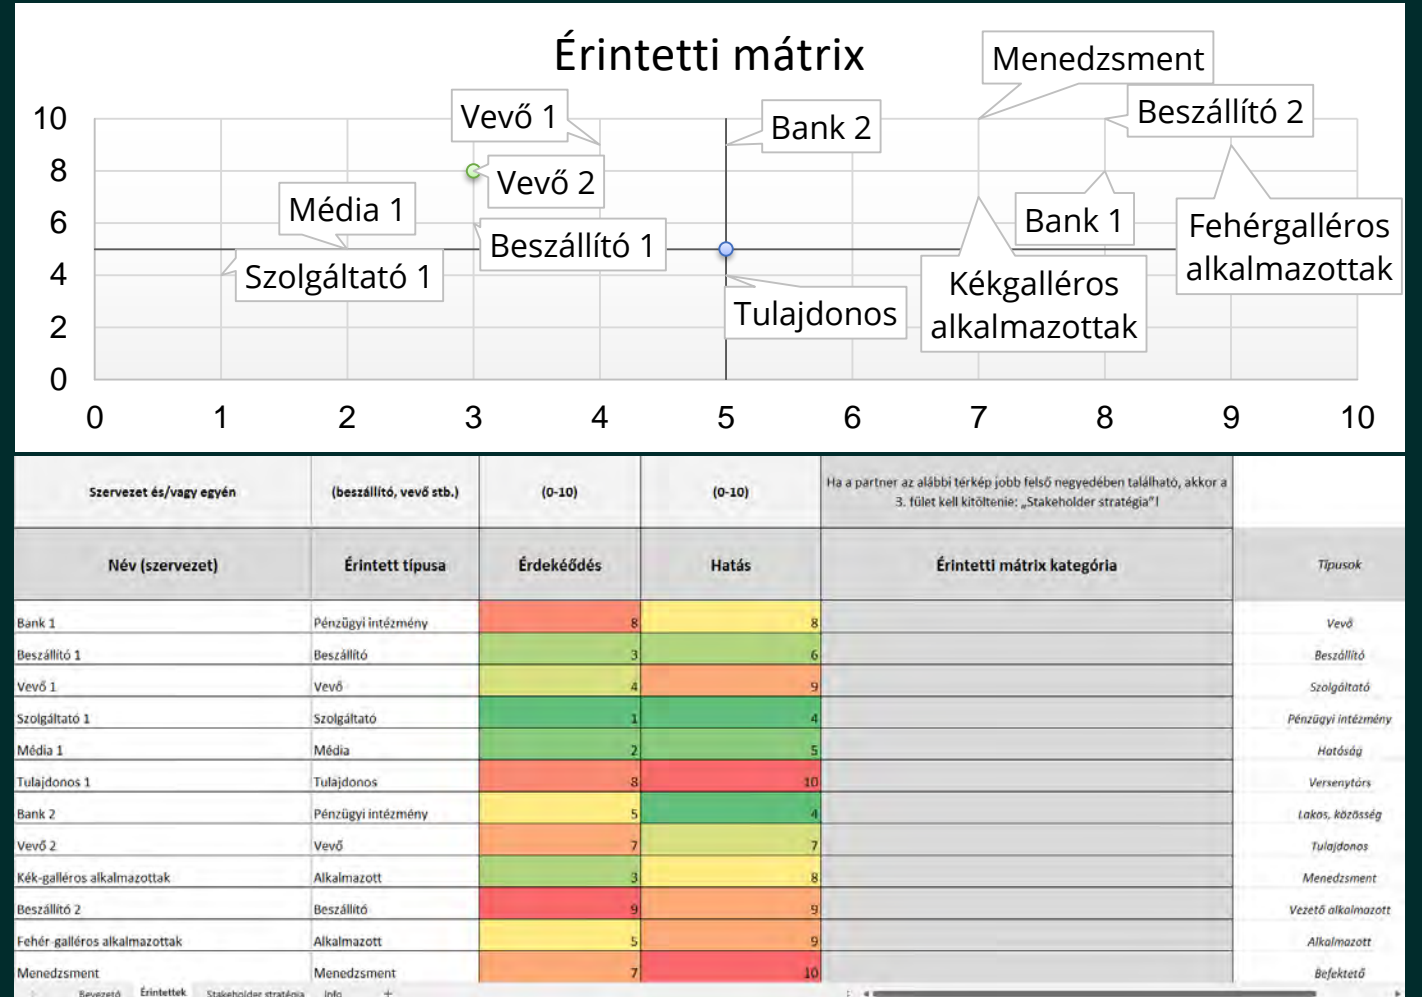 Érintetti mátrix
Menedzsment
Vevő 1
Bank 2
Beszállító 2
Vevő 2
Média 1
Beszállító 1
Bank 1
Fehérgalléros
alkalmazottak
Szolgáltató 1
Kékgalléros
alkalmazottak
Tulajdonos
10
8
6
4
2
0
0 1 2 3 4 5 6 7 8 9 10
Szervezet és/vagy egyén (beszállító, vevő stb.) (0-10) (0-10) Ha a partner az alábbi térkép jobb felső negyedében található, akkor a
3. fület kell kitöltenie: „Stakeholder stratégia"!
Név (szervezet) Érintett típusa Érdekéődés Hatás Érintetti mátrix kategória Típusok
Bank 1 Pénzügyi intézmény 8 8 Vevő
Beszállító 1 Beszállító 3 6 Beszállító
Vevő 1 Vevő 4 9 Szolgáltató
Szolgáltató 1 Szolgáltató 1 4 Pénzügyi intézmény
Média 1 Média 2 5 Hatóság
Tulajdonos 1 Tulajdonos 8 10 Versenytárs
Bank 2 Pénzügyi intézmény 5 4 Lakos, közösség
Vevő 2 Vevő 7 7 Tulajdonos
Kék-galléros alkalmazottak Alkalmazott 3 8 Menedzsment
Beszállító 2 Beszállító 9 9 Vezető alkalmazott
Fehér-galléros alkalmazottak Alkalmazott 5 9 Alkalmazott
Menedzsment Menedzsment 7 10 Befektető
Bevezető Érintettek Stakeholder stratégia Info +